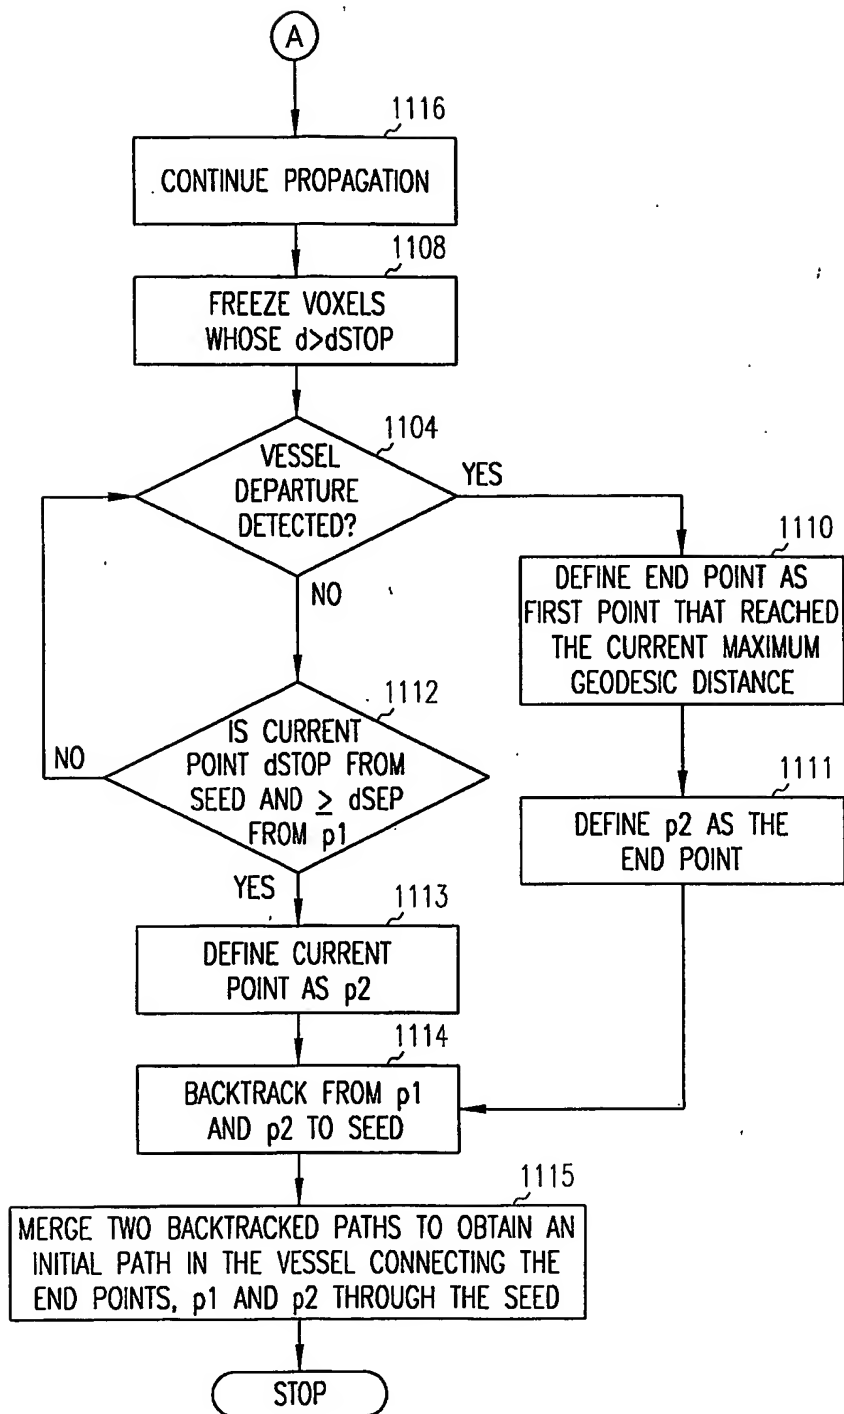 A
1116
CONTINUE PROPAGATION
1108
FREEZE VOXELS
WHOSE d>dSTOP
1104
VESSEL
DEPARTURE
DETECTED?
YES
NO
1110
DEFINE END POINT AS
FIRST POINT THAT REACHED
THE CURRENT MAXIMUM
GEODESIC DISTANCE
1112
IS CURRENT
POINT dSTOP FROM
SEED AND ≥ dSEP
FROM p1
NO
YES
1111
DEFINE p2 AS THE
END POINT
1113
DEFINE CURRENT
POINT AS p2
1114
BACKTRACK FROM p1
AND p2 TO SEED
1115
MERGE TWO BACKTRACKED PATHS TO OBTAIN AN
INITIAL PATH IN THE VESSEL CONNECTING THE
END POINTS, p1 AND p2 THROUGH THE SEED
STOP